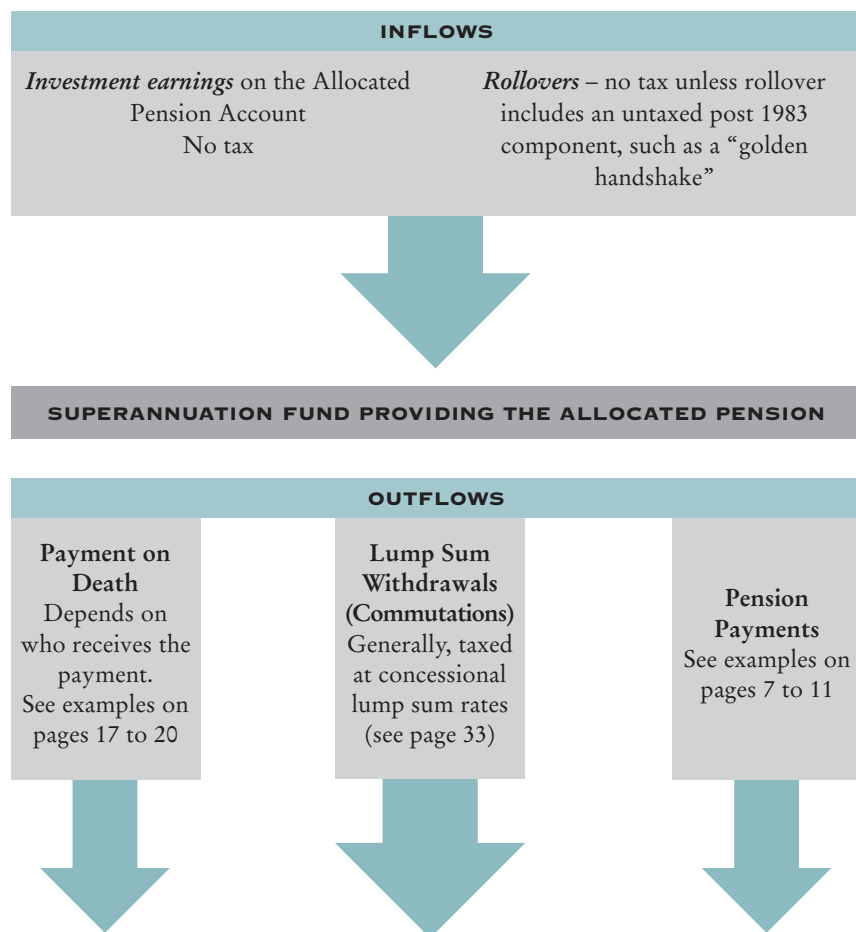 INFLOWS
Investment earnings on the Allocated
Pension Account
No tax
Rollovers – no tax unless rollover
includes an untaxed post 1983
component, such as a “golden
handshake”
SUPERANNUATION FUND PROVIDING THE ALLOCATED PENSION
OUTFLOWS
Payment on
Death
Depends on
who receives the
payment.
See examples on
pages 17 to 20
Lump Sum
Withdrawals
(Commutations)
Generally, taxed
at concessional
lump sum rates
(see page 33)
Pension
Payments
See examples on
pages 7 to 11